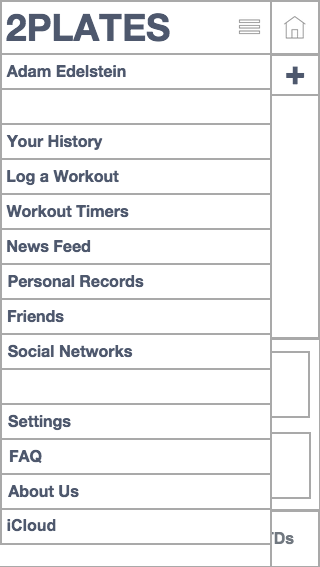 2PLATES
Adam Edelstein
Your History
Log a Workout
Workout Timers
News Feed
Personal Records
Friends
Social Networks
Settings
FAQ
About Us
iCloud